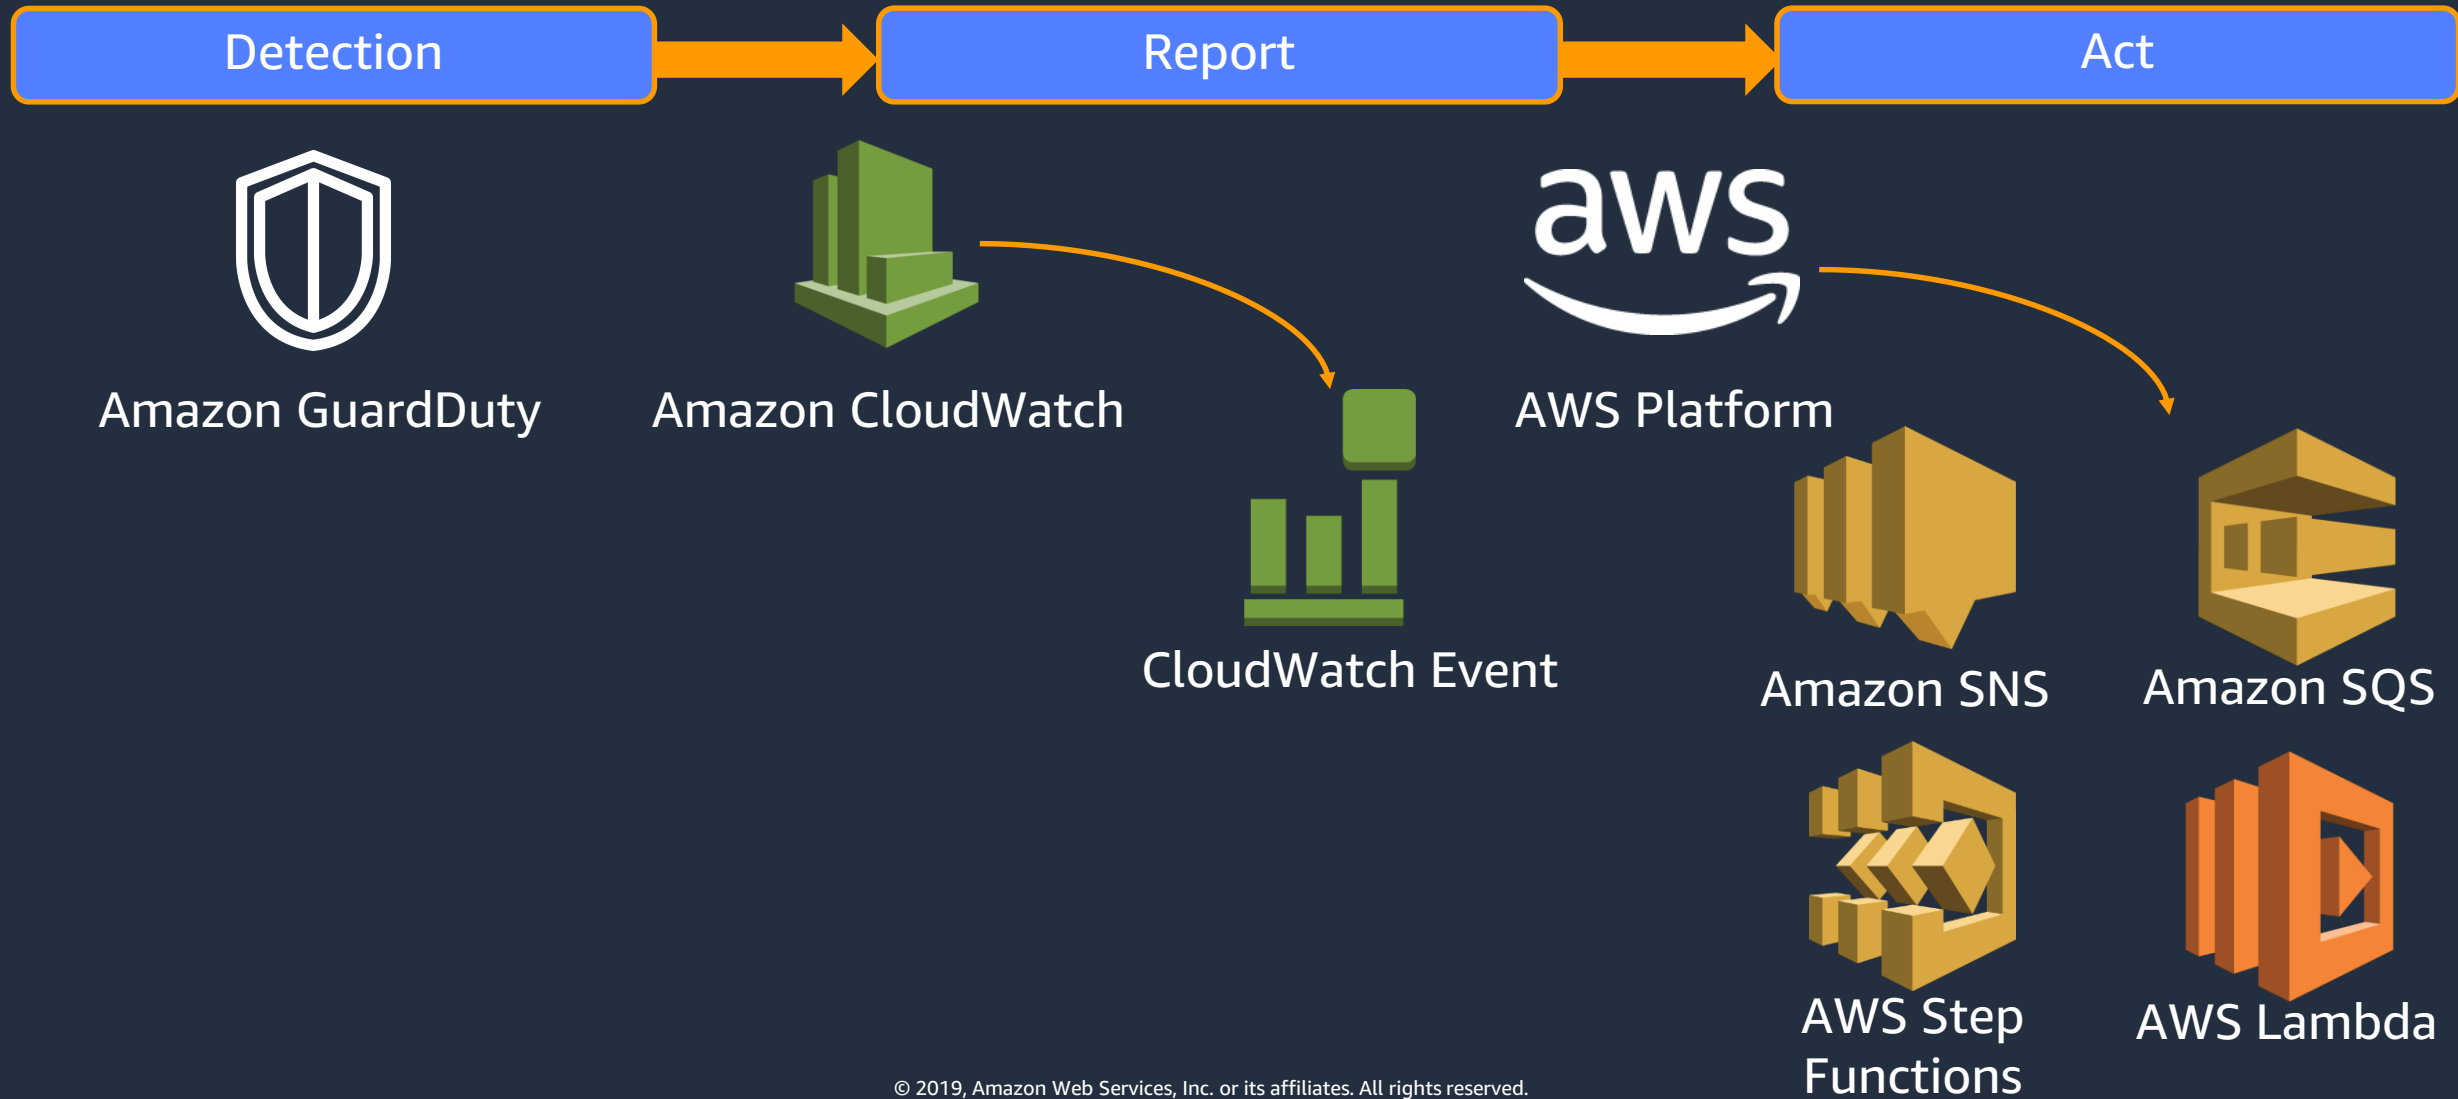 Detection
Report
Act
aws
Amazon GuardDuty
Amazon CloudWatch
AWS Platform
CloudWatch Event
Amazon SNS
Amazon SQS
AWS Step
Functions
AWS Lambda
© 2019, Amazon Web Services, Inc. or its affiliates. All rights reserved.